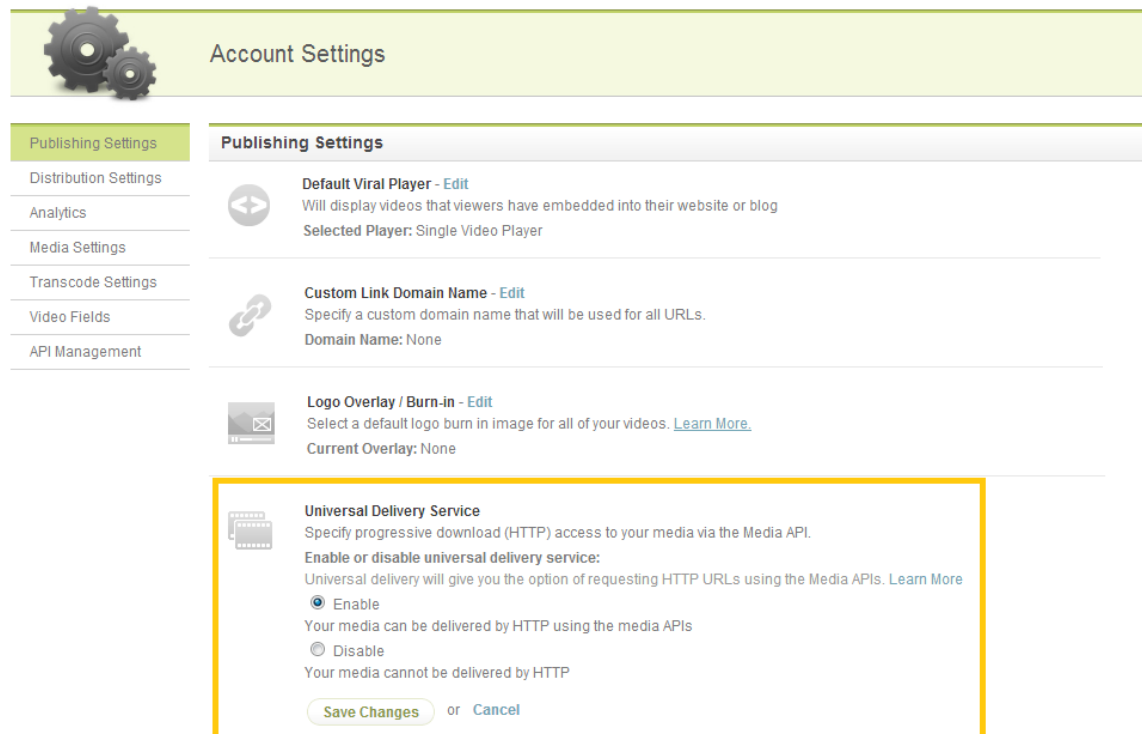 Account Settings
Publishing Settings
Distribution Settings
Analytics
Media Settings
Transcode Settings
Video Fields
API Management
Publishing Settings
Default Viral Player - Edit
Will display videos that viewers have embedded into their website or blog
Selected Player: Single Video Player
Custom Link Domain Name - Edit
Specify a custom domain name that will be used for all URLs.
Domain Name: None
Logo Overlay / Burn-in - Edit
Select a default logo burn in image for all of your videos. Learn More.
Current Overlay: None
Universal Delivery Service
Specify progressive download (HTTP) access to your media via the Media API.
Enable or disable universal delivery service:
Universal delivery will give you the option of requesting HTTP URLs using the Media APIs. Learn More
Enable
Your media can be delivered by HTTP using the media APIs
Disable
Your media cannot be delivered by HTTP
Save Changes or Cancel